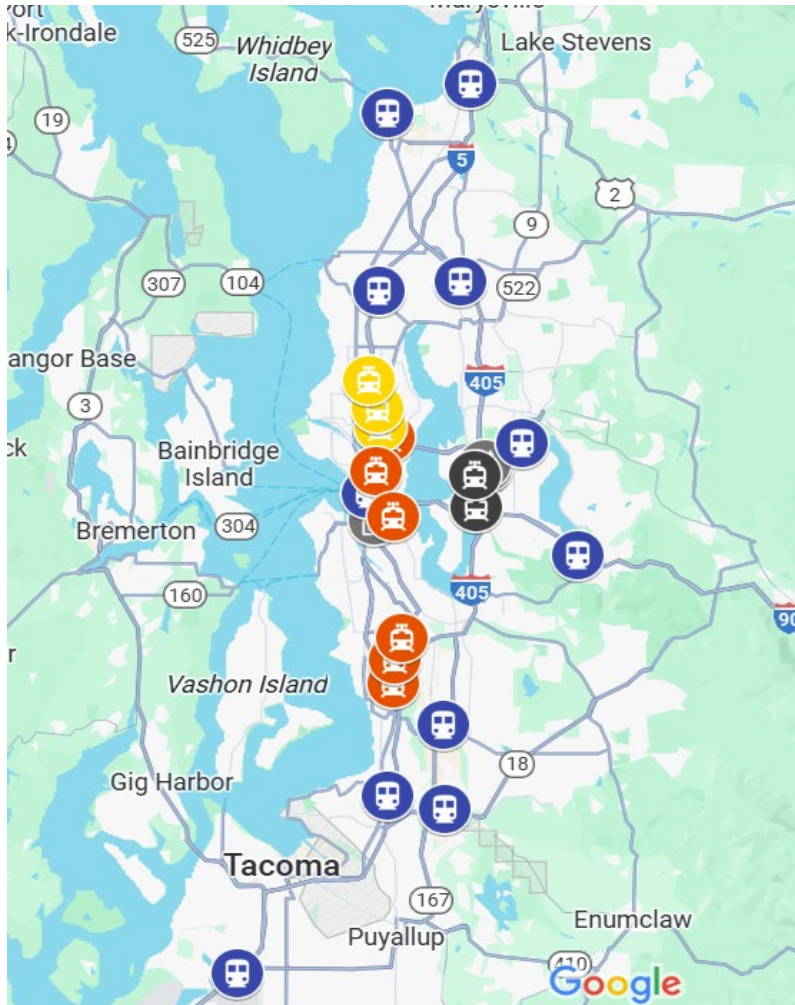 k-Irondale
525
Whidbey
Island
Lake Stevens
19
5
2
9
307
104
522
angor Base
405
3
ck
Bainbridge
Island
Bremerton
304
160
405
90
r
Vashon Island
18
Gig Harbor
Tacoma
167
Enumclaw
Puyallup
410
Google